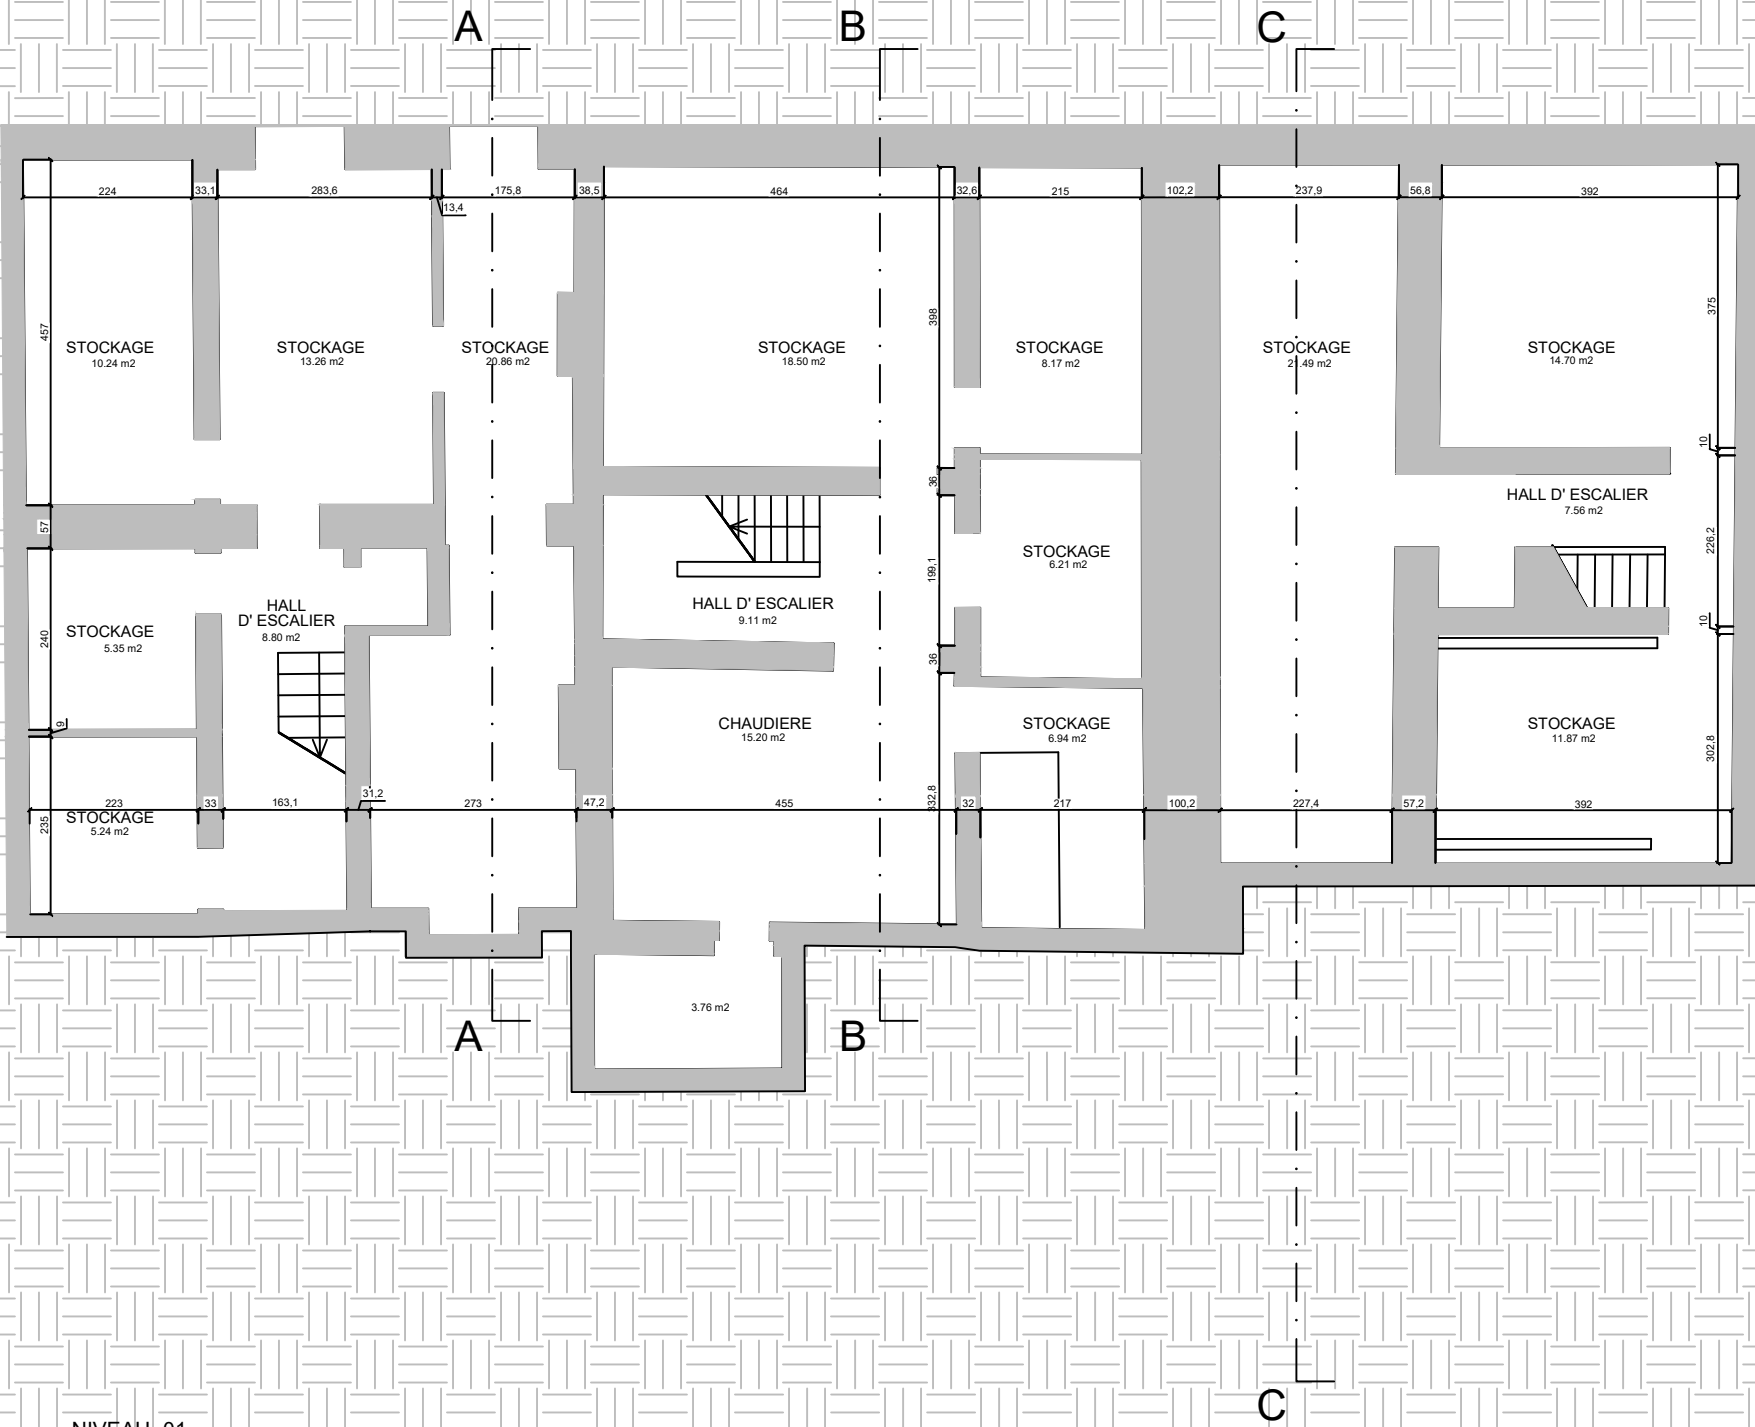 A
B
C
224
33,1
283,6
175,8
38,5
464
32,6
215
102,2
237,9
56,8
392
13,4
457
398
375
STOCKAGE
10.24 m2
STOCKAGE
13.26 m2
STOCKAGE
20.86 m2
STOCKAGE
18.50 m2
STOCKAGE
8.17 m2
STOCKAGE
21.49 m2
STOCKAGE
14.70 m2
10
36
57
HALL D' ESCALIER
7.56 m2
226,2
199,1
STOCKAGE
6.21 m2
HALL
D' ESCALIER
8.80 m2
HALL D' ESCALIER
9.11 m2
10
240
STOCKAGE
5.35 m2
36
9
CHAUDIERE
15.20 m2
STOCKAGE
6.94 m2
STOCKAGE
11.87 m2
302,8
31,2
332,8
223
33
163,1
273
47,2
455
32
217
100,2
227,4
57,2
392
235
STOCKAGE
5.24 m2
3.76 m2
A
B
C